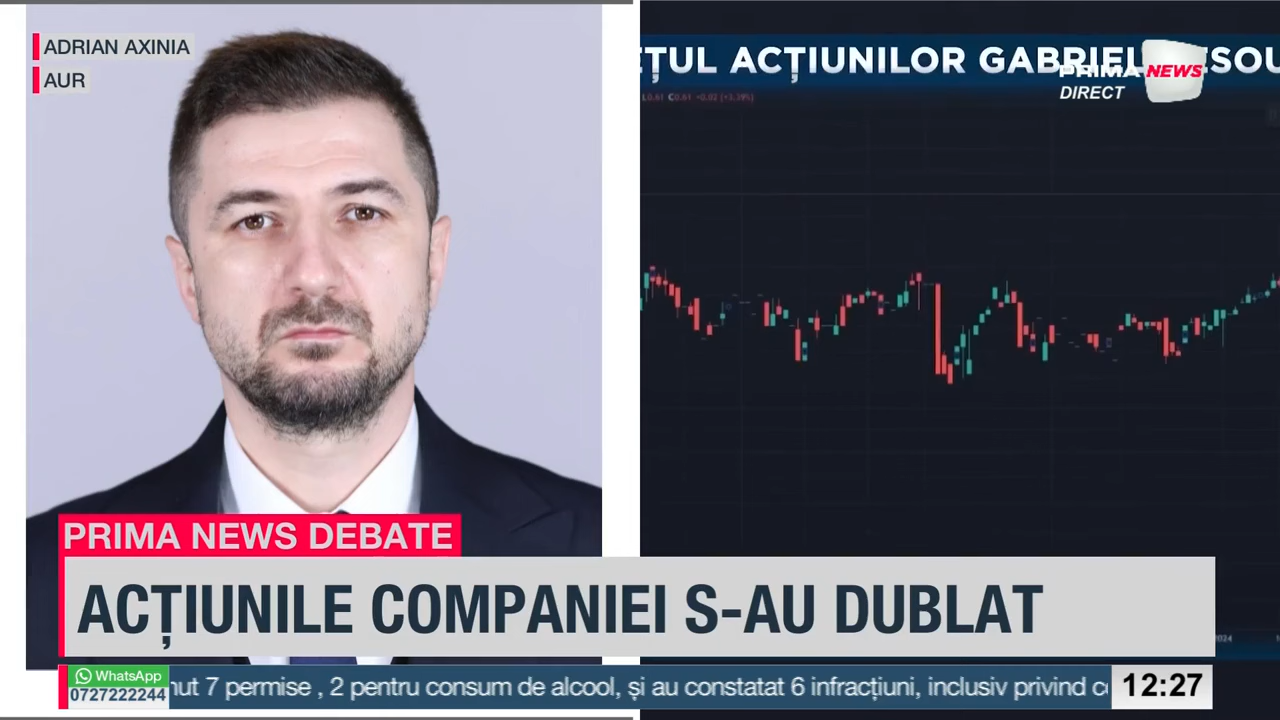 ADRIAN AXINIA
AUR
ȚUL ACȚIUNILOR GABRIEL
PRIMA NEWS
DIRECT
PRIMA NEWS DEBATE
ACȚIUNILE COMPANIEI S-AU DUBLAT
2024
WhatsApp
0727222244
nut 7 permise , 2 pentru consum de alcool, și au constatat 6 infracțiuni, inclusiv privind c
12:27